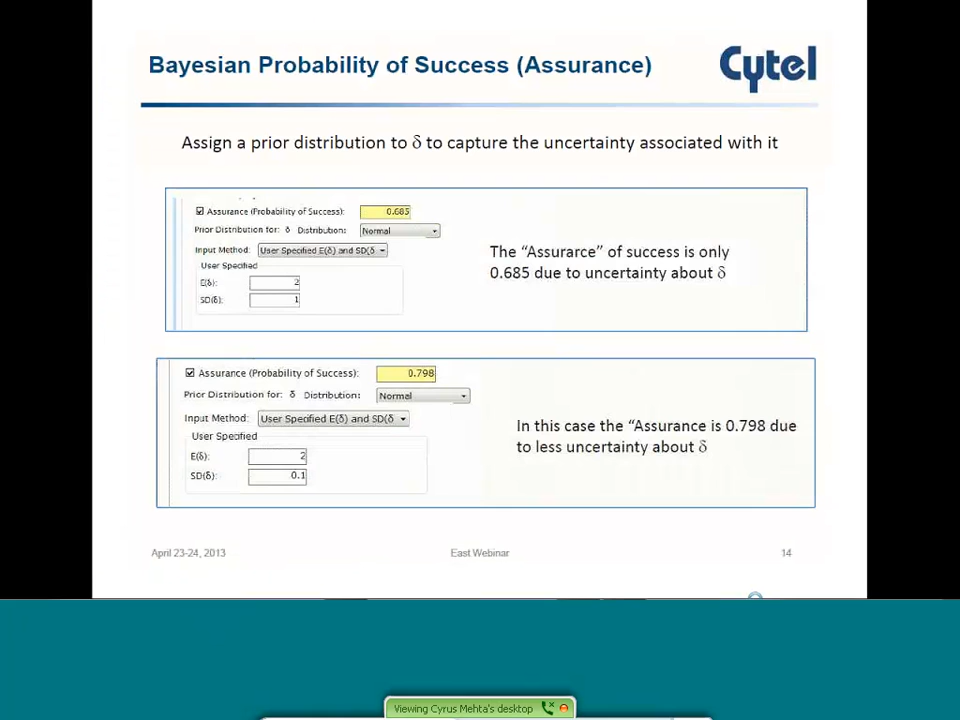 Bayesian Probability of Success (Assurance)
Cytel
Assign a prior distribution to δ to capture the uncertainty associated with it
Assurance (Probability of Success): 0.685
Prior Distribution for: δ Distribution: Normal
Input Method: User Specified E(δ) and SD(δ
User Specified
E(δ): 2
SD(δ): 1
The “Assurarce” of success is only
0.685 due to uncertainty about δ
Assurance (Probability of Success): 0.798
Prior Distribution for: δ Distribution: Normal
Input Method: User Specified E(δ) and SD(δ
User Specified
E(δ): 2
SD(δ): 0.1
In this case the “Assurance is 0.798 due
to less uncertainty about δ
April 23-24, 2013
East Webinar
14
Viewing Cyrus Mehta's desktop